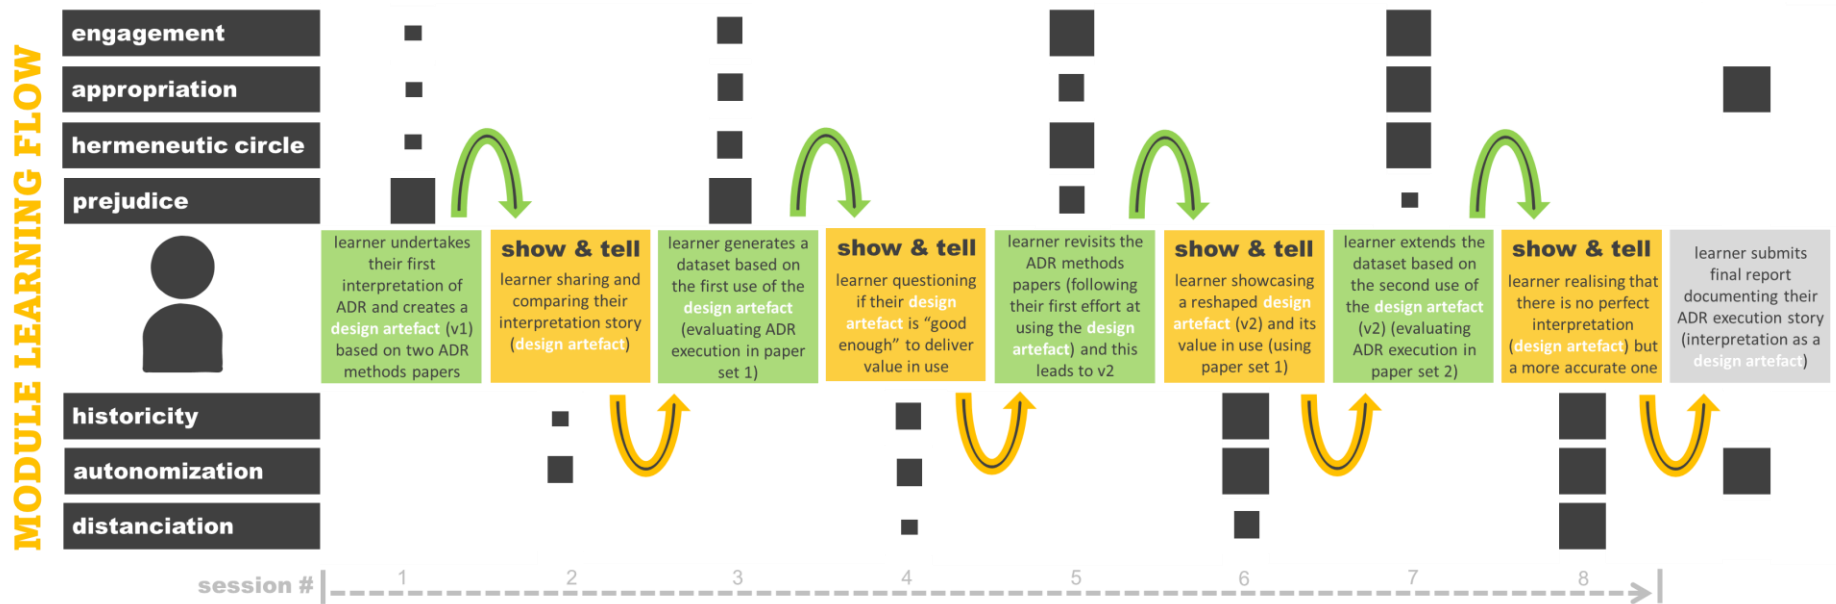 MODULE LEARNING FLOW
engagement
appropriation
hermeneutic circle
prejudice
learner undertakes
their first
interpretation of
ADR and creates a
design artefact (v1)
based on two ADR
methods papers
show & tell
learner sharing and
comparing their
interpretation story
(design artefact)
learner generates a
dataset based on
the first use of the
design artefact
(evaluating ADR
execution in paper
set 1)
show & tell
learner questioning
if their design
artefact is “good
enough” to deliver
value in use
learner revisits the
ADR methods
papers (following
their first effort at
using the design
artefact) and this
leads to v2
show & tell
learner showcasing
a reshaped design
artefact (v2) and its
value in use (using
paper set 1)
learner extends the
dataset based on
the second use of
the design artefact
(v2) (evaluating
ADR execution in
paper set 2)
show & tell
learner realising that
there is no perfect
interpretation
(design artefact) but
a more accurate one
learner submits
final report
documenting their
ADR execution story
(interpretation as a
design artefact)
historicity
autonomization
distanciation
session # 1 2 3 4 5 6 7 8